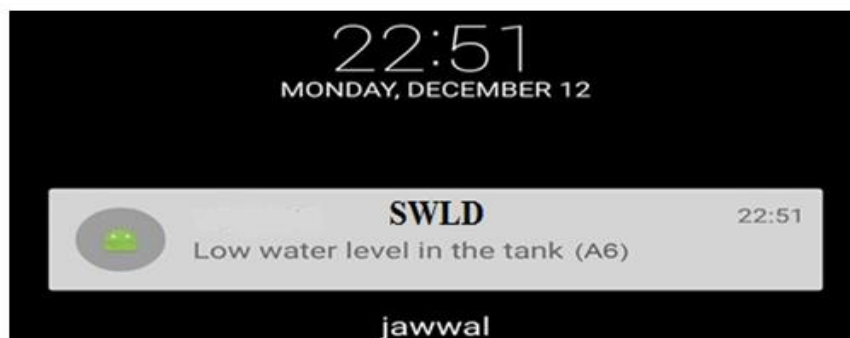 22:51
MONDAY, DECEMBER 12
SWLD 22:51
Low water level in the tank (A6)
jawwal